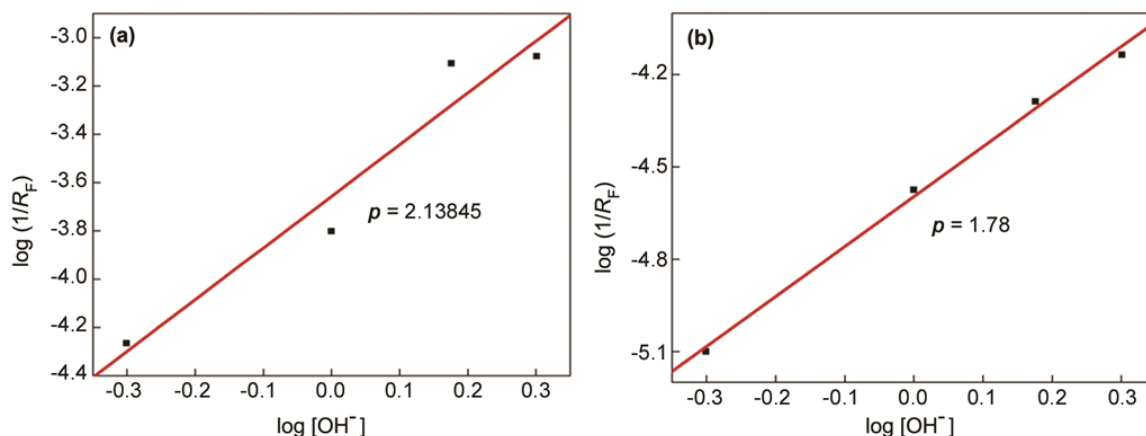 (a)
-3.0
-3.2
-3.4
-3.6
-3.8
-4.0
-4.2
-4.4
log (1/R_F)
p = 2.13845
-0.3 -0.2 -0.1 0.0 0.1 0.2 0.3
log [OH⁻]
(b)
-4.2
-4.5
-4.8
-5.1
log (1/R_F)
p = 1.78
-0.3 -0.2 -0.1 0.0 0.1 0.2 0.3
log [OH⁻]